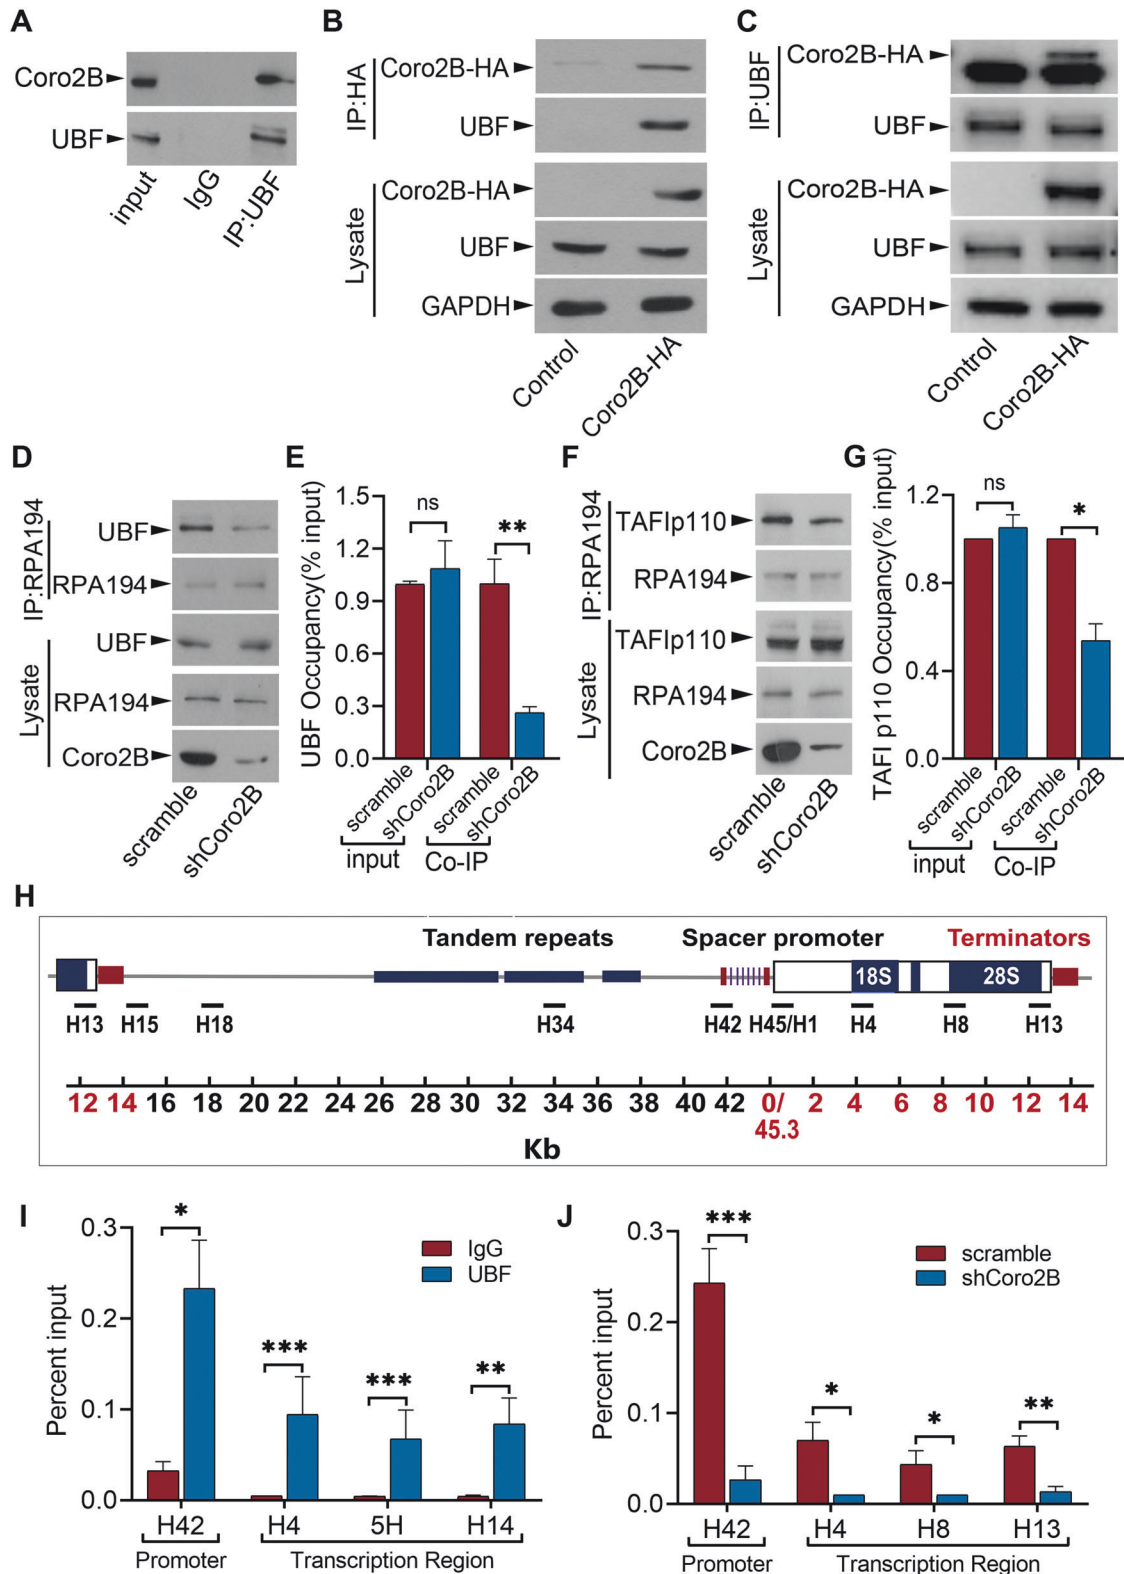 A
Coro2B
UBF
input
IgG
IP:UBF
B
IP:HA
Coro2B-HA
UBF
Lysate
Coro2B-HA
UBF
GAPDH
Control
Coro2B-HA
C
IP:UBF
Coro2B-HA
UBF
Lysate
Coro2B-HA
UBF
GAPDH
Control
Coro2B-HA
D
IP:RPA194
UBF
RPA194
Lysate
UBF
RPA194
Coro2B
scramble
shCoro2B
E
UBF Occupancy(% input)
1.5
1.2
0.9
0.6
0.3
0.0
ns
**
scramble
shCoro2B
scramble
shCoro2B
input
Co-IP
F
IP:RPA194
TAFIp110
RPA194
Lysate
TAFIp110
RPA194
Coro2B
scramble
shCoro2B
G
TAFI p110 Occupancy(% input)
1.2
0.8
0.4
0.0
ns
*
scramble
shCoro2B
scramble
shCoro2B
input
Co-IP
H
Tandem repeats
Spacer promoter
Terminators
18S
28S
H13 H15 H18 H34 H42 H45/H1 H4 H8 H13
12 14 16 18 20 22 24 26 28 30 32 34 36 38 40 42 0/ 2 4 6 8 10 12 14
45.3
Kb
I
Percent input
0.3
0.2
0.1
0.0
*
***
***
**
IgG
UBF
H42 H4 5H H14
Promoter Transcription Region
J
Percent input
0.3
0.2
0.1
0.0
***
*
*
**
scramble
shCoro2B
H42 H4 H8 H13
Promoter Transcription Region